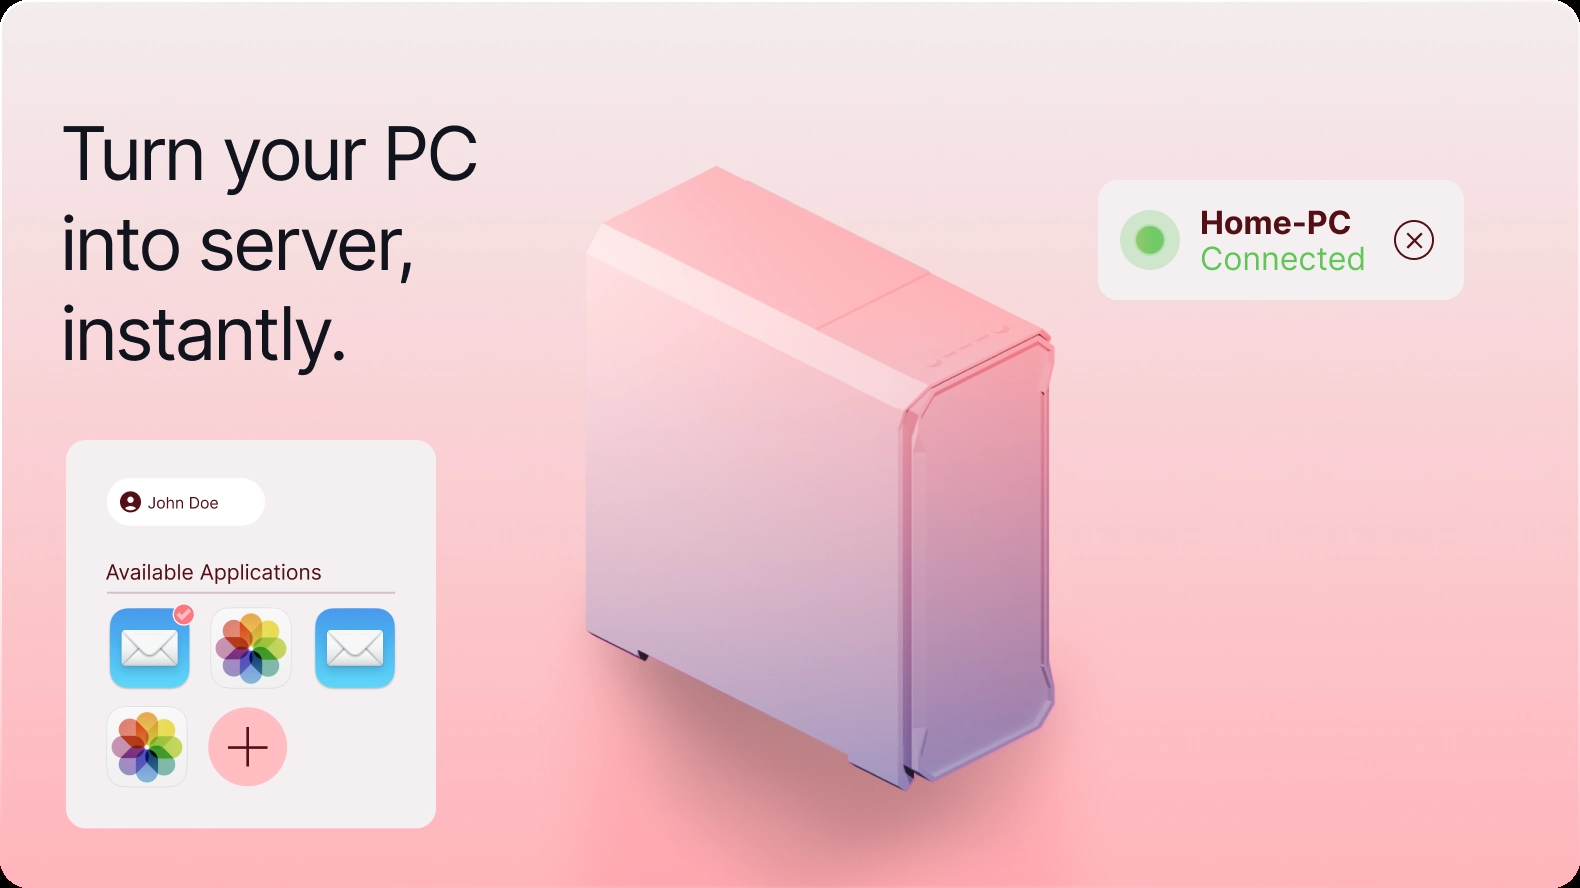 Turn your PC
into server,
instantly.
Home-PC
Connected
John Doe
Available Applications